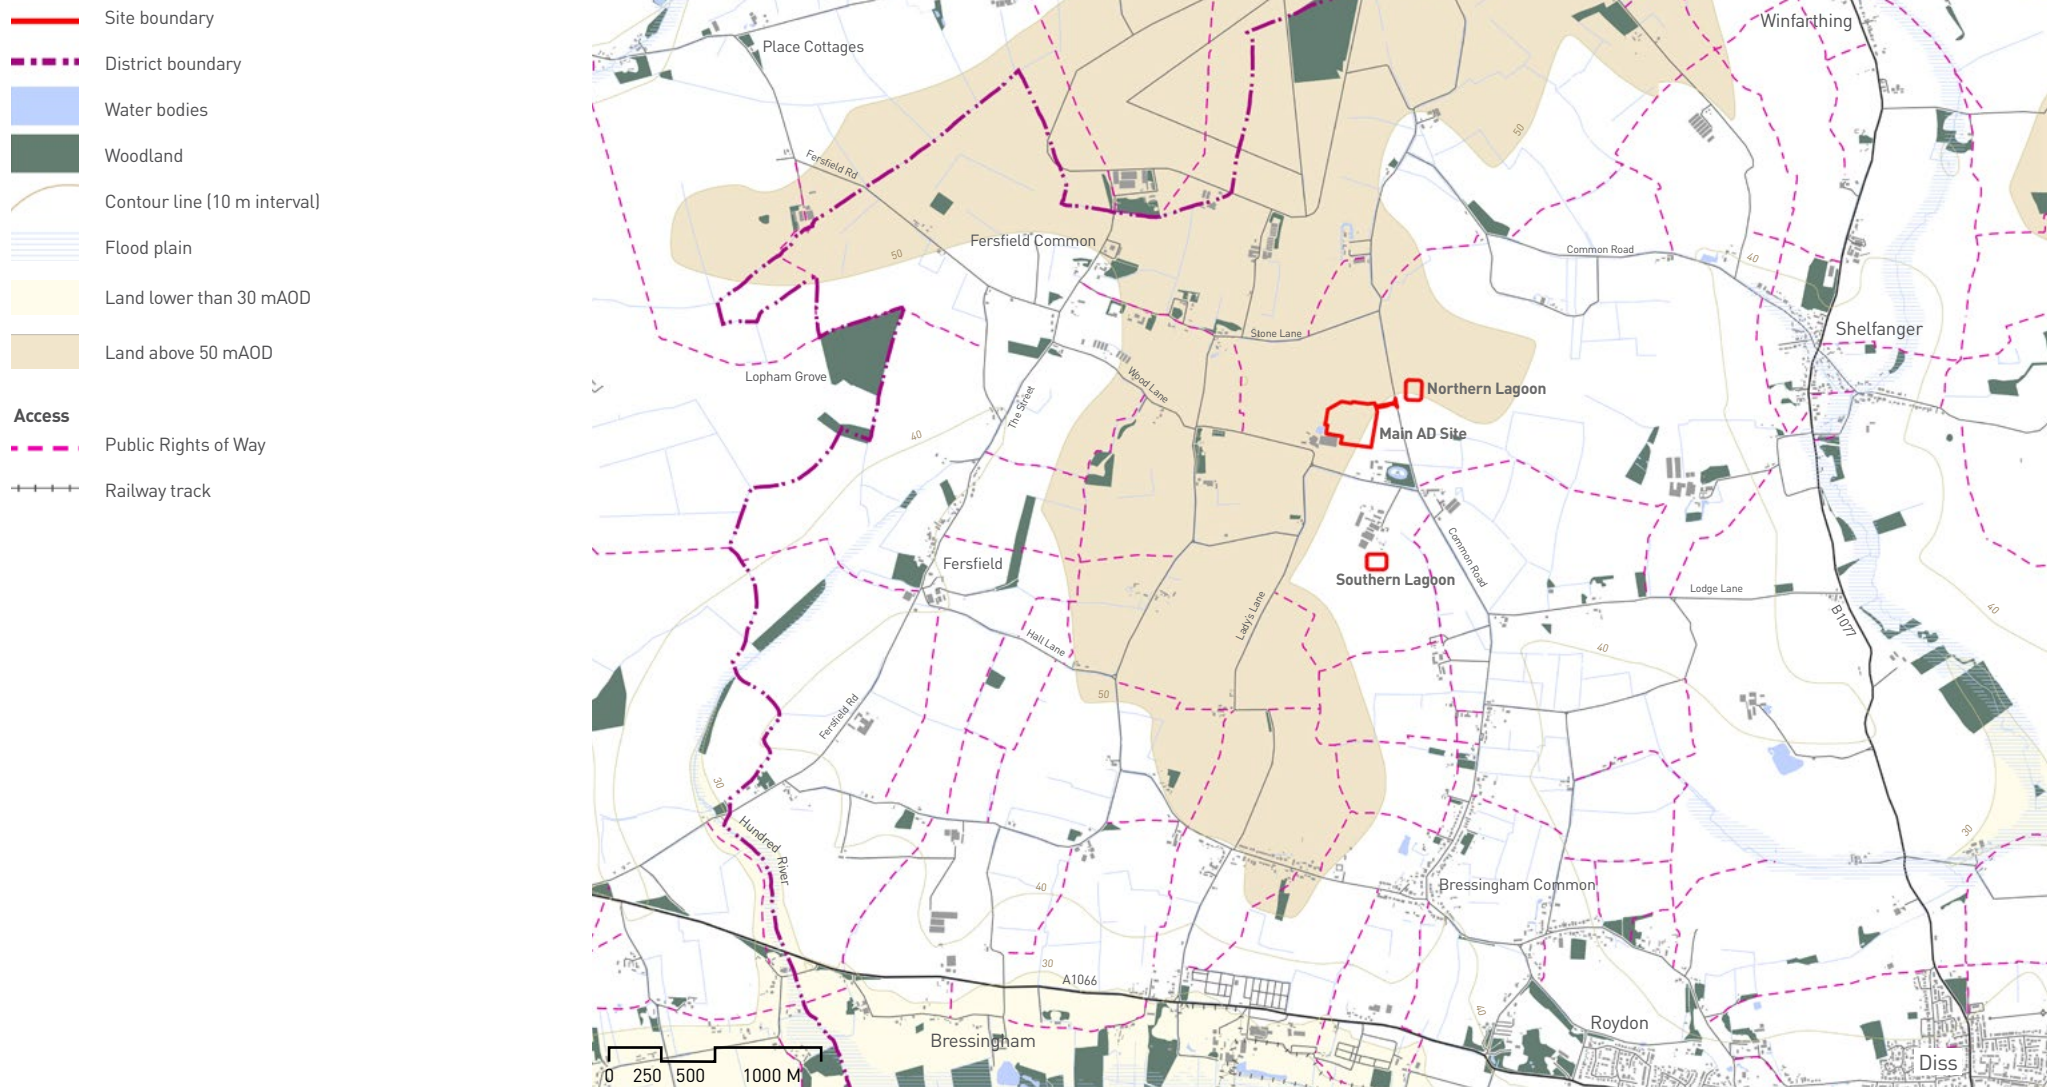 Site boundary
District boundary
Water bodies
Woodland
Contour line (10 m interval)
Flood plain
Land lower than 30 mAOD
Land above 50 mAOD
Access
Public Rights of Way
Railway track
Winfarthing
Place Cottages
50
Fersfield Rd
Fersfield Common
50
Common Road
40
Stone Lane
Shelfanger
Lopham Grove
Wood Lane
The Street
Northern Lagoon
Main AD Site
40
Common Road
Fersfield
Southern Lagoon
Lodge Lane
B1077
40
Lady's Lane
Hall Lane
40
50
Fersfield Rd
30
Hundred River
30
40
Bressingham Common
30
A1066
40
Roydon
Bressingham
Diss
0 250 500 1000 M